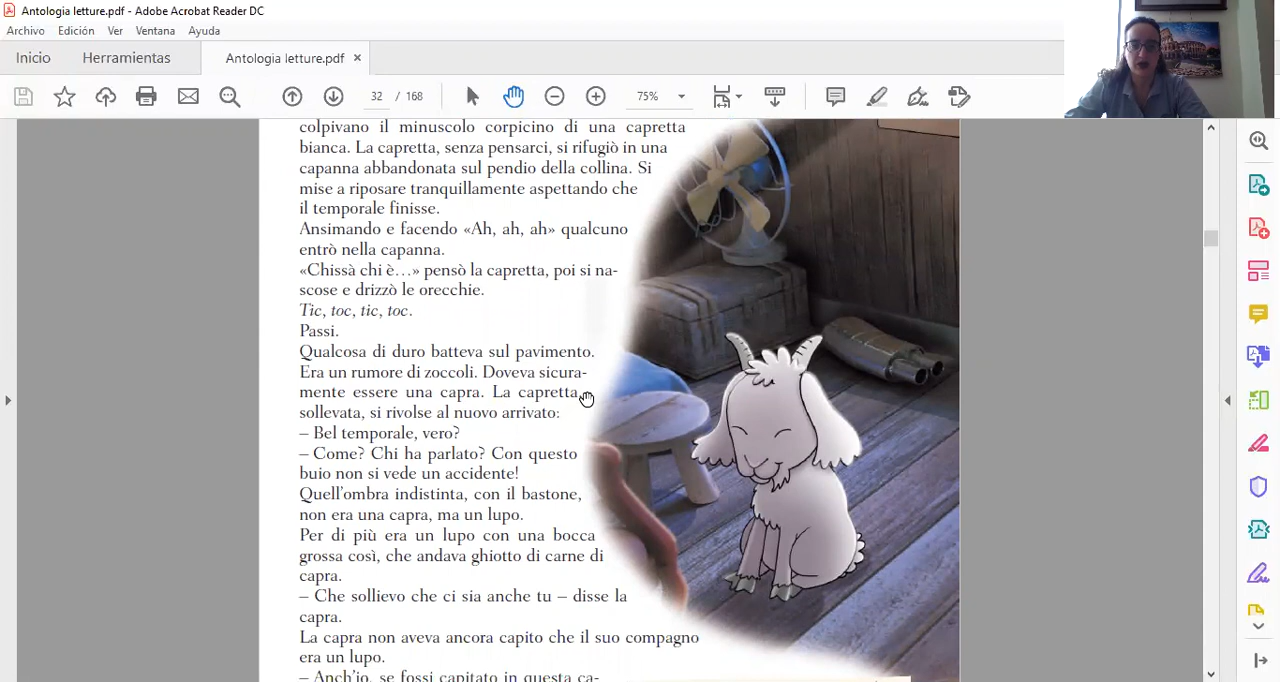 Antologia letture.pdf - Adobe Acrobat Reader DC
Archivo Edición Ver Ventana Ayuda
Inicio Herramientas Antologia letture.pdf ×
32 / 168 75%
colpivano il minuscolo corpicino di una capretta
bianca. La capretta, senza pensarci, si rifugiò in una
capanna abbandonata sul pendio della collina. Si
mise a riposare tranquillamente aspettando che
il temporale finisse.
Ansimando e facendo «Ah, ah, ah» qualcuno
entrò nella capanna.
«Chissà chi è…» pensò la capretta, poi si na-
scose e drizzò le orecchie.
Tic, toc, tic, toc.
Passi.
Qualcosa di duro batteva sul pavimento.
Era un rumore di zoccoli. Doveva sicura-
mente essere una capra. La capretta,
sollevata, si rivolse al nuovo arrivato:
– Bel temporale, vero?
– Come? Chi ha parlato? Con questo
buio non si vede un accidente!
Quell'ombra indistinta, con il bastone,
non era una capra, ma un lupo.
Per di più era un lupo con una bocca
grossa così, che andava ghiotto di carne di
capra.
– Che sollievo che ci sia anche tu – disse la
capra.
La capra non aveva ancora capito che il suo compagno
era un lupo.
– Anch'io, se fossi capitato in questa ca-